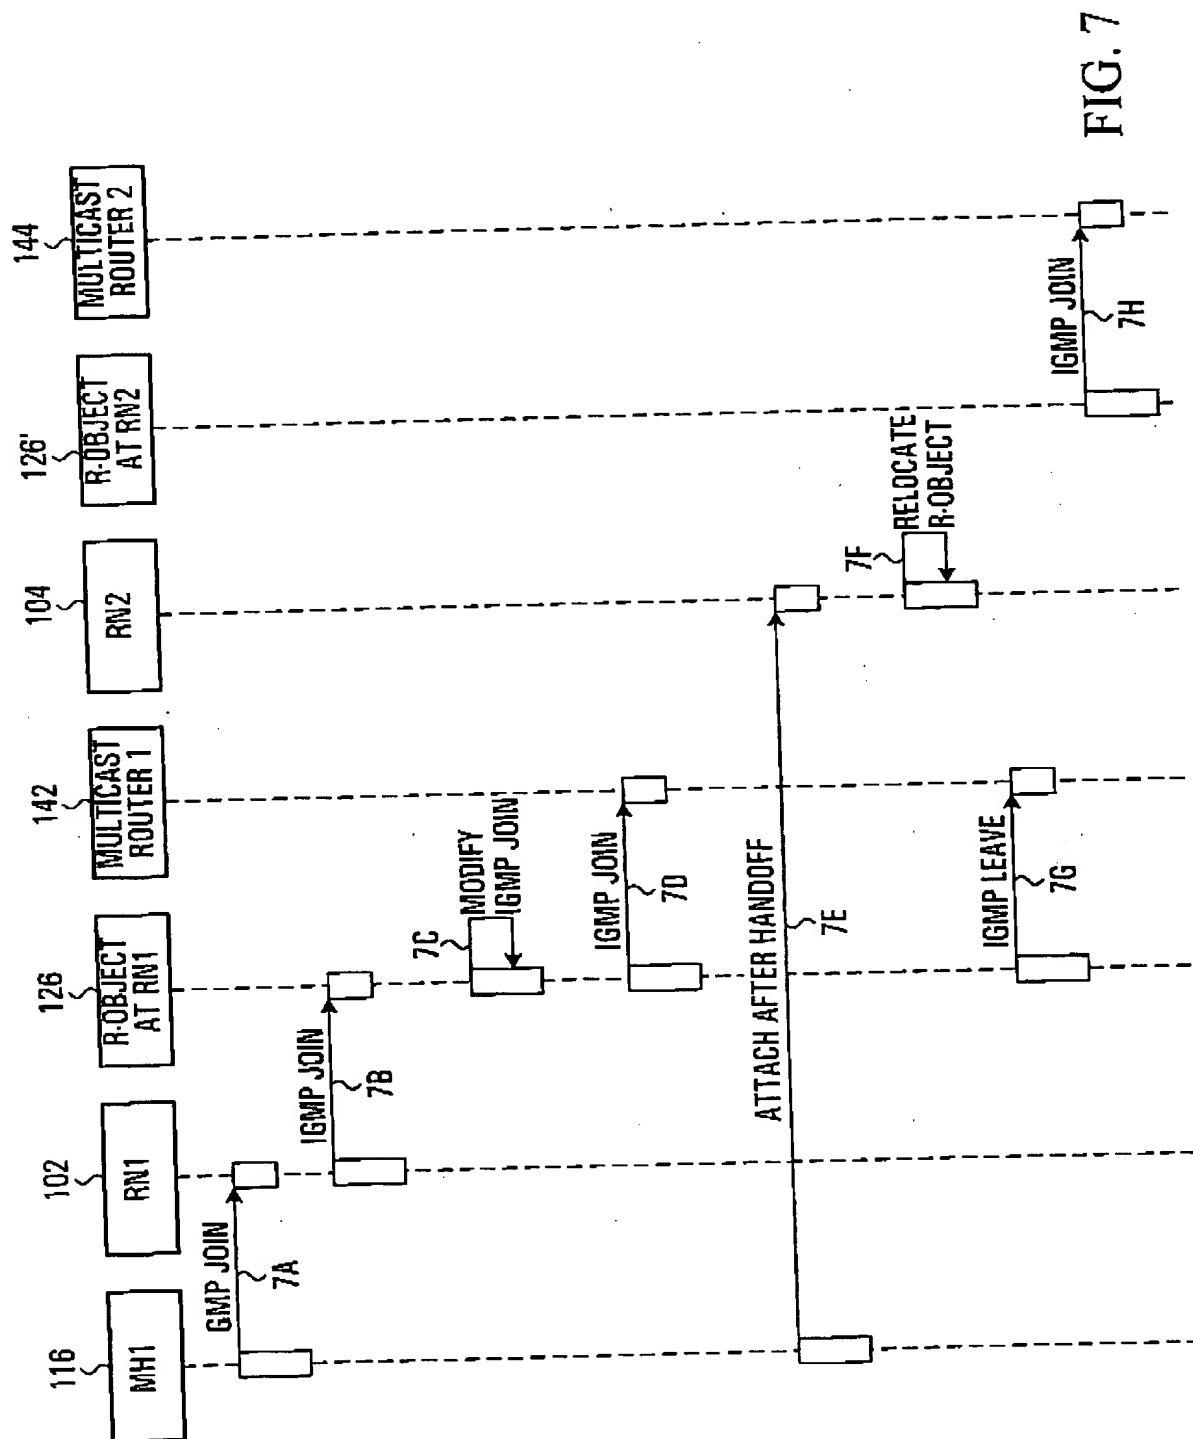 116
MH1
102
RN1
126
R-OBJECT
AT RN1
142
MULTICAST
ROUTER 1
104
RN2
126'
R-OBJECT
AT RN2
144
MULTICAST
ROUTER 2
GMP JOIN
7A
IGMP JOIN
7B
7C
MODIFY
IGMP JOIN
IGMP JOIN
7D
ATTACH AFTER HANDOFF
7E
7F
RELOCATE
R-OBJECT
IGMP LEAVE
7G
IGMP JOIN
7H
FIG. 7